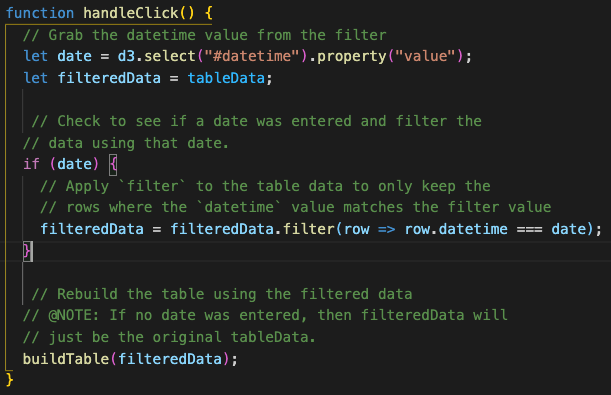 function handleClick() {
  // Grab the datetime value from the filter
  let date = d3.select("#datetime").property("value");
  let filteredData = tableData;

   // Check to see if a date was entered and filter the
  // data using that date.
  if (date) {
    // Apply `filter` to the table data to only keep the
    // rows where the `datetime` value matches the filter value
    filteredData = filteredData.filter(row => row.datetime === date);
  }

   // Rebuild the table using the filtered data
  // @NOTE: If no date was entered, then filteredData will
  // just be the original tableData.
  buildTable(filteredData);
}